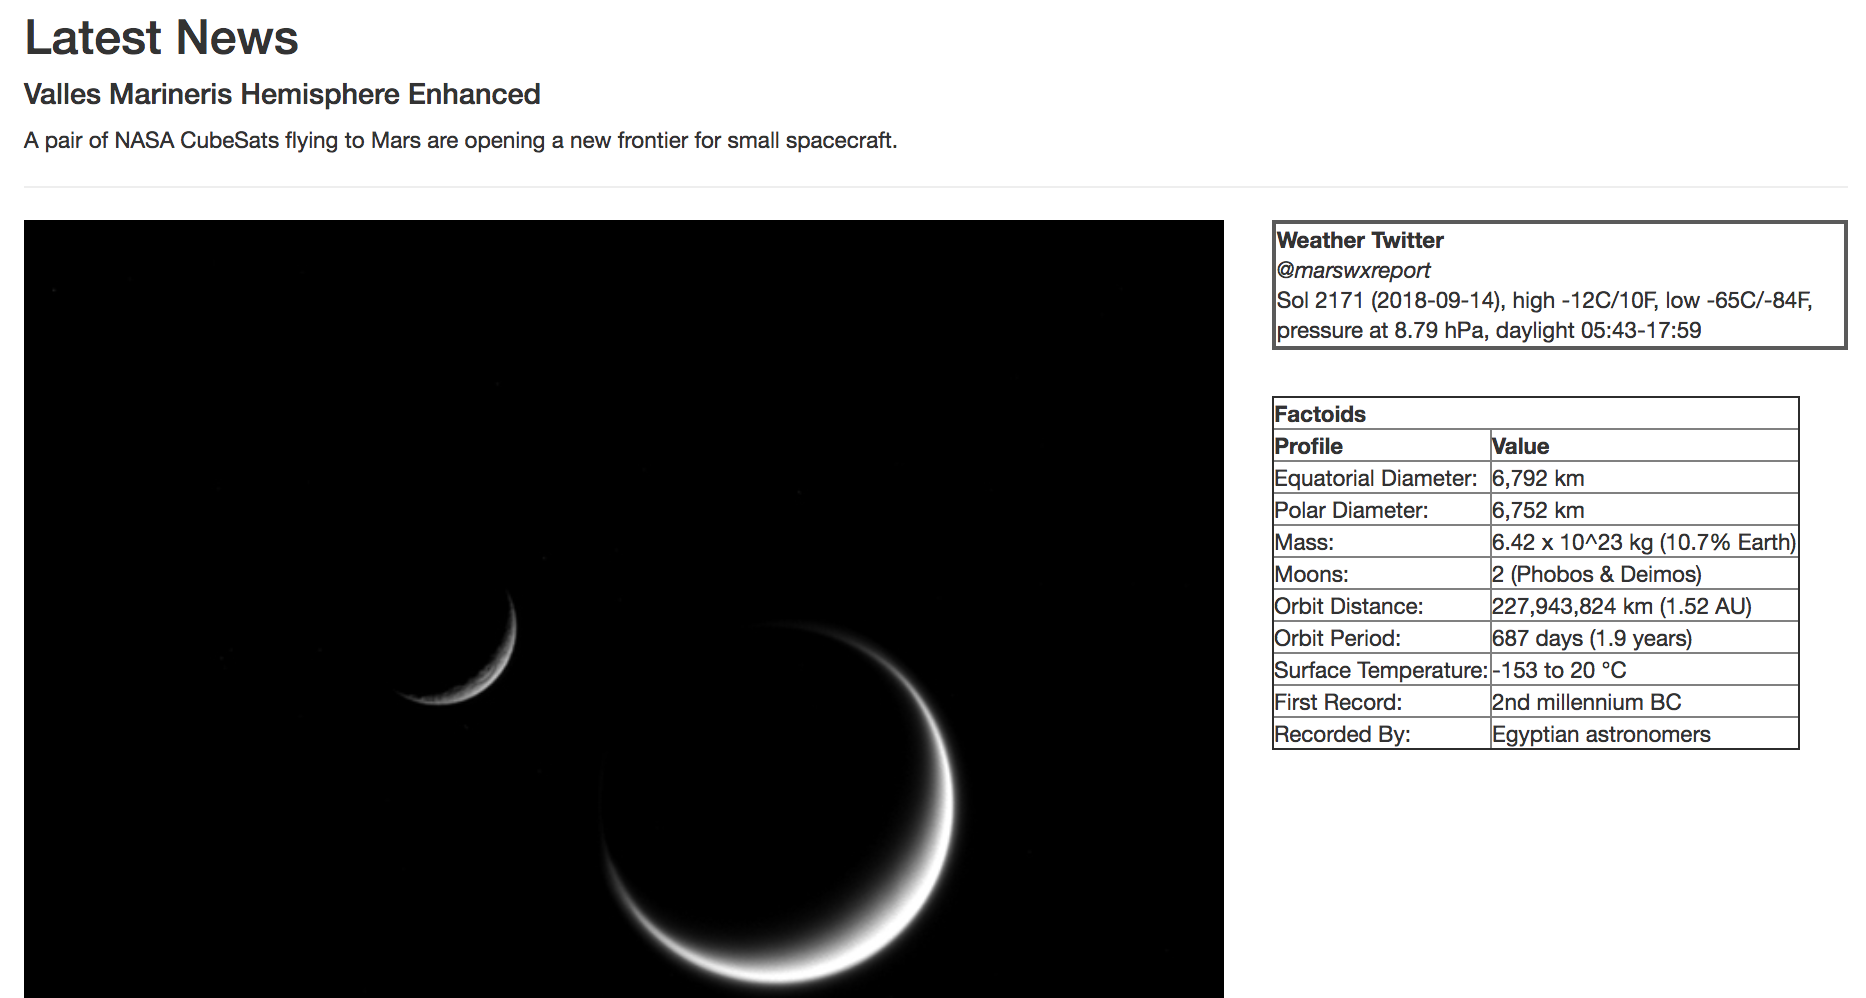 Latest News
Valles Marineris Hemisphere Enhanced
A pair of NASA CubeSats flying to Mars are opening a new frontier for small spacecraft.
Weather Twitter
@marswxreport
Sol 2171 (2018-09-14), high -12C/10F, low -65C/-84F,
pressure at 8.79 hPa, daylight 05:43-17:59
Factoids
Profile Value
Equatorial Diameter: 6,792 km
Polar Diameter: 6,752 km
Mass: 6.42 x 10^23 kg (10.7% Earth)
Moons: 2 (Phobos & Deimos)
Orbit Distance: 227,943,824 km (1.52 AU)
Orbit Period: 687 days (1.9 years)
Surface Temperature: -153 to 20 °C
First Record: 2nd millennium BC
Recorded By: Egyptian astronomers